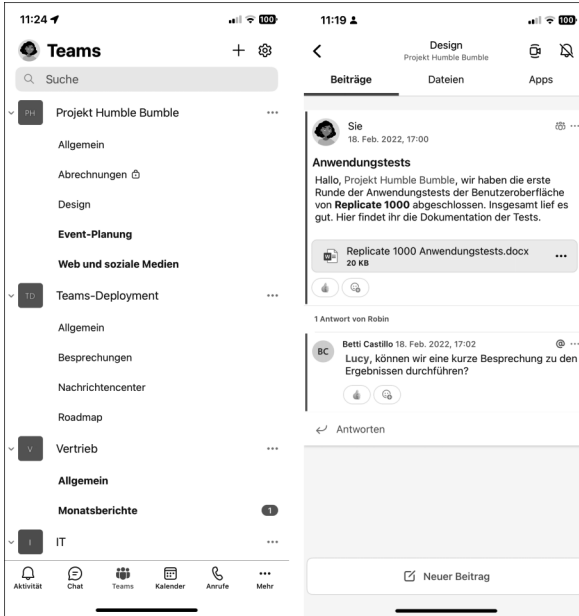 11:24
100
Teams
Suche
PH
Projekt Humble Bumble
Allgemein
Abrechnungen
Design
Event-Planung
Web und soziale Medien
TD
Teams-Deployment
Allgemein
Besprechungen
Nachrichtencenter
Roadmap
V
Vertrieb
Allgemein
Monatsberichte
1
I
IT
Aktivität
Chat
Teams
Kalender
Anrufe
Mehr
11:19
100
Design
Projekt Humble Bumble
Beiträge
Dateien
Apps
Sie
18. Feb. 2022, 17:00
Anwendungstests
Hallo, Projekt Humble Bumble, wir haben die erste
Runde der Anwendungstests der Benutzeroberfläche
von Replicate 1000 abgeschlossen. Insgesamt lief es
gut. Hier findet ihr die Dokumentation der Tests.
Replicate 1000 Anwendungstests.docx
20 KB
1 Antwort von Robin
BC
Betti Castillo 18. Feb. 2022, 17:02
@
Lucy, können wir eine kurze Besprechung zu den
Ergebnissen durchführen?
Antworten
Neuer Beitrag